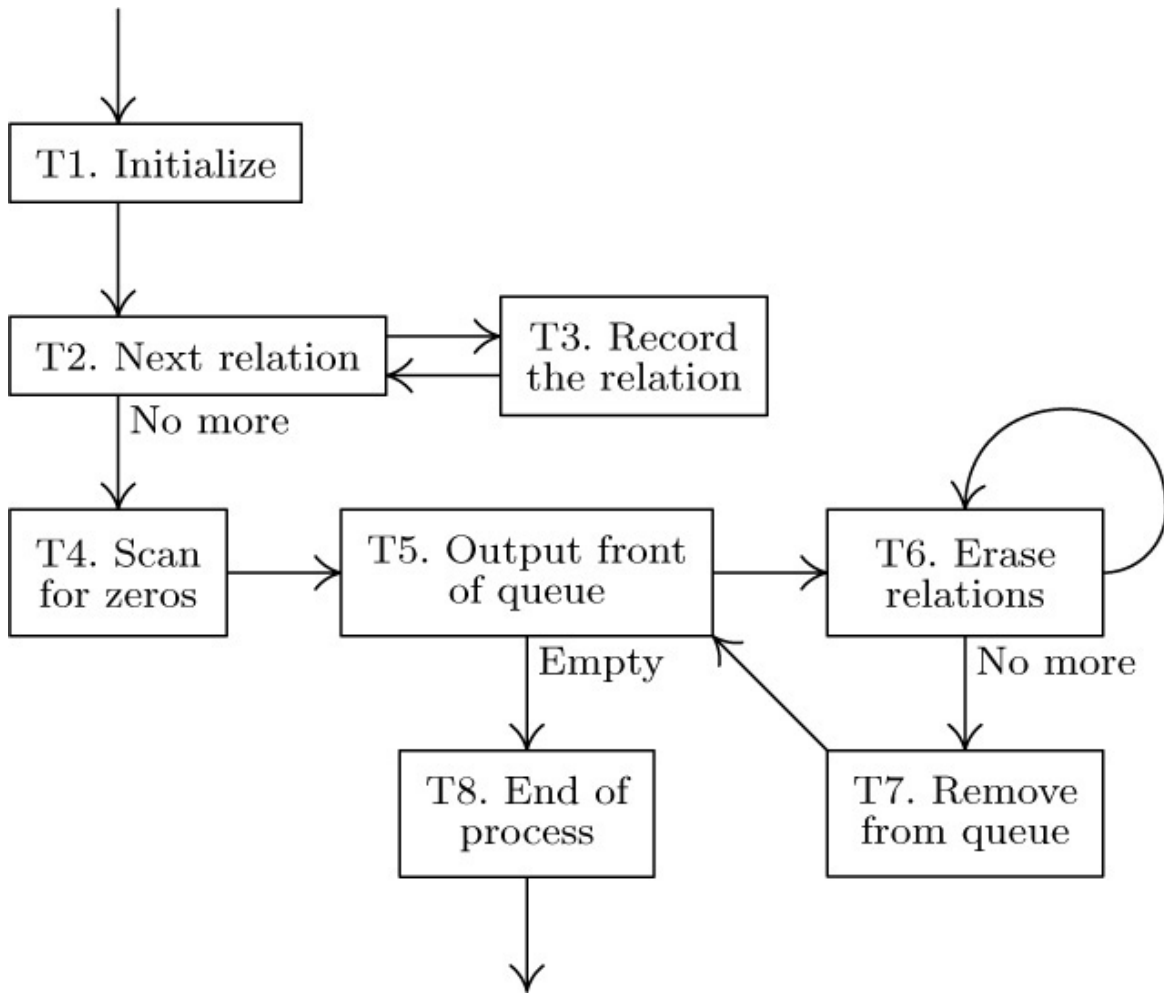 T1. Initialize
T2. Next relation
T3. Record
the relation
No more
T4. Scan
for zeros
T5. Output front
of queue
T6. Erase
relations
Empty
No more
T8. End of
process
T7. Remove
from queue